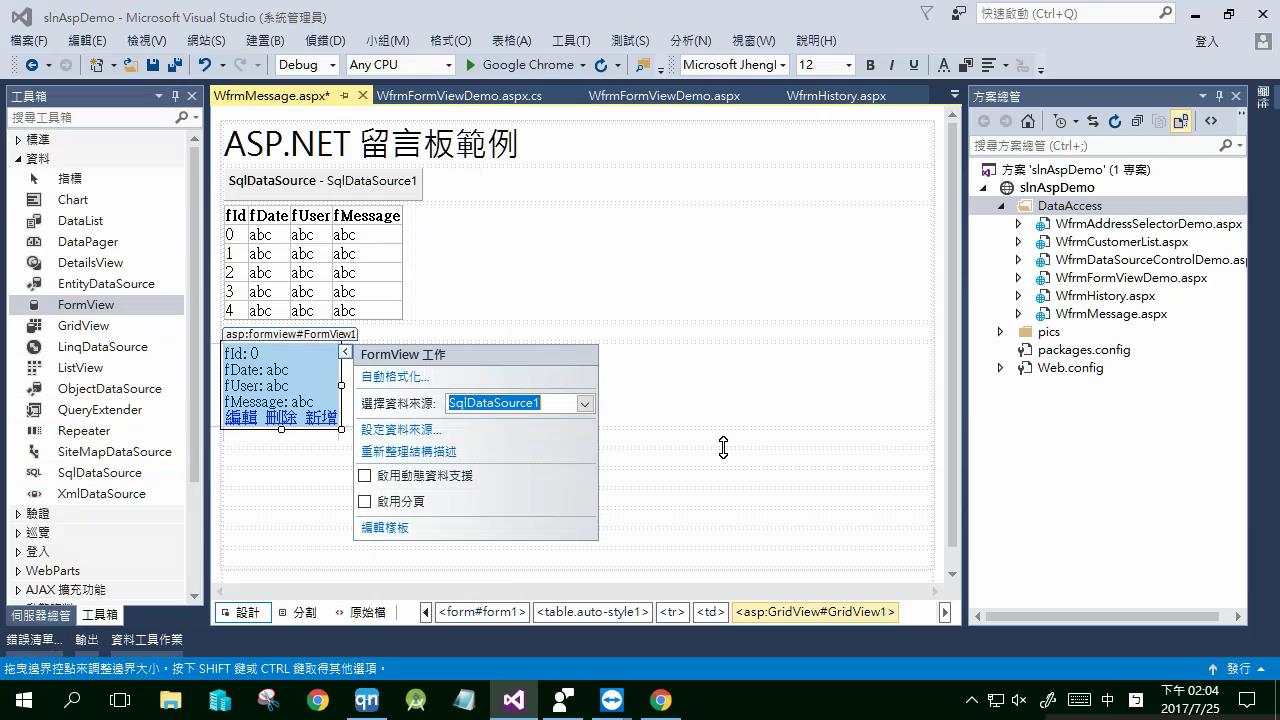 slnAspDemo - Microsoft Visual Studio (系統管理員)
快速啟動 (Ctrl+Q)
檔案(F) 編輯(E) 檢視(V) 網站(S) 建置(B) 偵錯(D) 小組(M) 格式(O) 表格(A) 工具(T) 測試(S) 分析(N) 視窗(W) 說明(H)
登入
Debug Any CPU Google Chrome Microsoft Jhengl 12 B I U A
工具箱
WfrmMessage.aspx* WfrmFormViewDemo.aspx.cs WfrmFormViewDemo.aspx WfrmHistory.aspx
方案總管
搜尋工具箱
標準
資料
指標
Chart
DataList
DataPager
DetailsView
EntityDataSource
FormView
GridView
LinqDataSource
ListView
ObjectDataSource
QueryExtender
Repeater
SiteMapDataSource
SqlDataSource
XmlDataSource
驗證
巡覽
登入
WebParts
AJAX 擴充功能
伺服器總管 工具箱
ASP.NET 留言板範例
SqlDataSource - SqlDataSource1
fId fDate fUser fMessage
0 abc abc abc
1 abc abc abc
2 abc abc abc
3 abc abc abc
4 abc abc abc
asp:formview#FormView1
fId: 0
fDate: abc
fUser: abc
fMessage: abc
編輯 刪除 新增
FormView 工作
自動格式化...
選擇資料來源: SqlDataSource1
設定資料來源...
重新整理結構描述
啟用動態資料支援
啟用分頁
編輯樣板
設計 分割 原始檔 <form#form1> <table.auto-style1> <tr> <td> <asp:GridView#GridView1>
搜尋方案總管 (Ctrl+;)
方案 'slnAspDemo' (1 專案)
slnAspDemo
DataAccess
WfrmAddressSelectorDemo.aspx
WfrmCustomerList.aspx
WfrmDataSourceControlDemo.asp
WfrmFormViewDemo.aspx
WfrmHistory.aspx
WfrmMessage.aspx
pics
packages.config
Web.config
錯誤清單... 輸出 資料工具作業
拖曳邊界控點來調整邊界大小。按下 SHIFT 鍵或 CTRL 鍵取得其他選項。
發行
qn
中
下午 02:04
2017/7/25